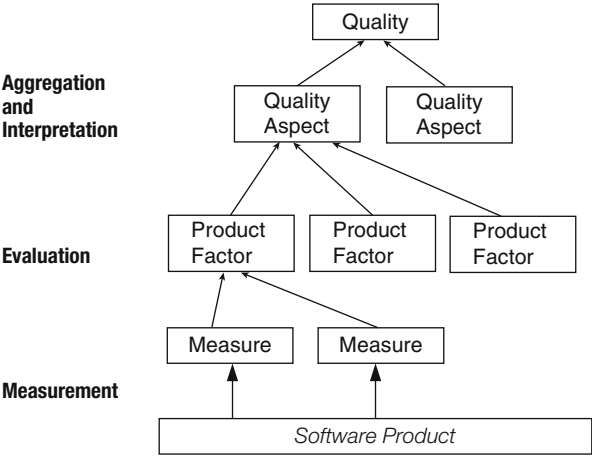 Quality
Aggregation
and
Interpretation
Quality
Aspect
Quality
Aspect
Evaluation
Product
Factor
Product
Factor
Product
Factor
Measure
Measure
Measurement
Software Product